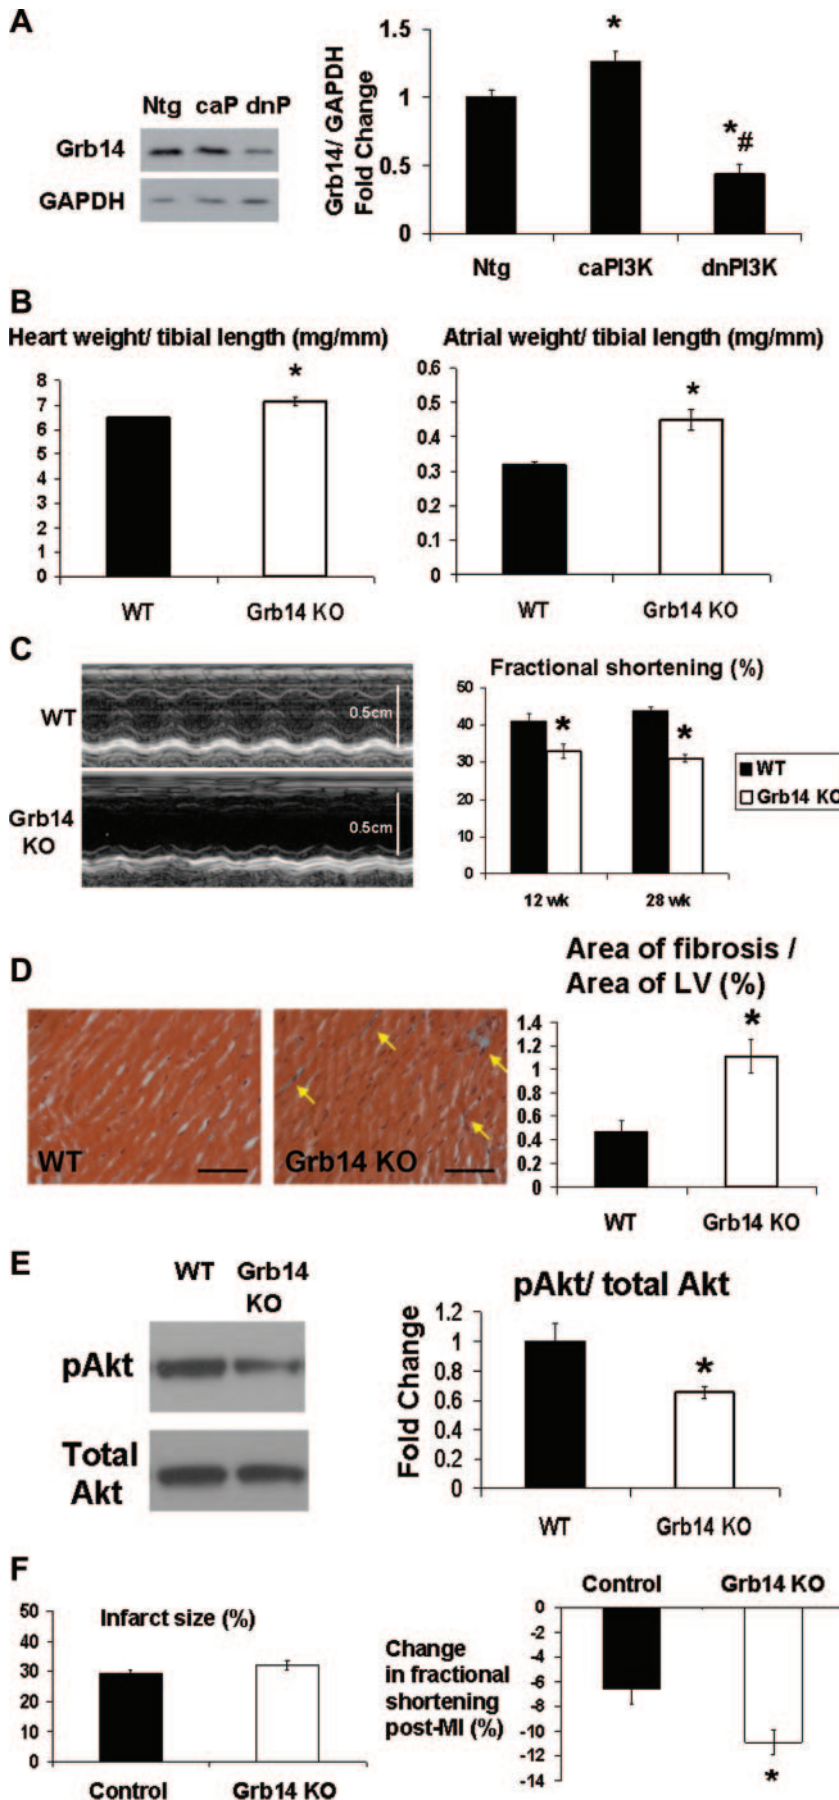 A
Ntg caP dnP
Grb14
GAPDH
Grb14/ GAPDH
Fold Change
1.5
1
0.5
0
*
*#
Ntg caPI3K dnPI3K
B
Heart weight/ tibial length (mg/mm)
8
7
6
5
4
3
2
1
0
*
WT Grb14 KO
Atrial weight/ tibial length (mg/mm)
0.6
0.5
0.4
0.3
0.2
0.1
0
*
WT Grb14 KO
C
WT
0.5cm
Grb14
KO
0.5cm
Fractional shortening (%)
50
40
30
20
10
0
*
*
12 wk 28 wk
WT
Grb14 KO
D
WT
Grb14 KO
Area of fibrosis /
Area of LV (%)
1.4
1.2
1
0.8
0.6
0.4
0.2
0
*
WT Grb14 KO
E
WT Grb14
KO
pAkt
Total
Akt
pAkt/ total Akt
Fold Change
1.2
1
0.8
0.6
0.4
0.2
0
*
WT Grb14 KO
F
Infarct size (%)
50
40
30
20
10
0
Control Grb14 KO
Control Grb14 KO
Change
in fractional
shortening
post-MI (%)
0
-2
-4
-6
-8
-10
-12
-14
*